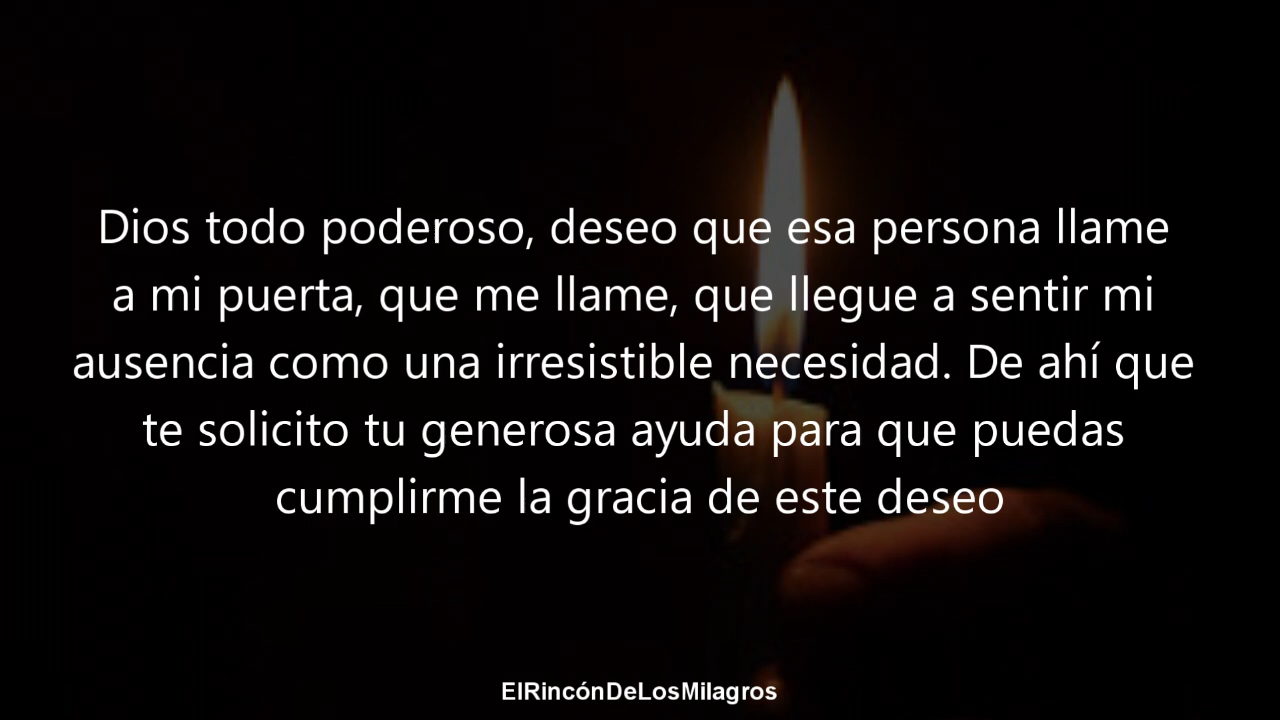 Dios todo poderoso, deseo que esa persona llame
a mi puerta, que me llame, que llegue a sentir mi
ausencia como una irresistible necesidad. De ahí que
te solicito tu generosa ayuda para que puedas
cumplirme la gracia de este deseo
ElRincónDeLosMilagros